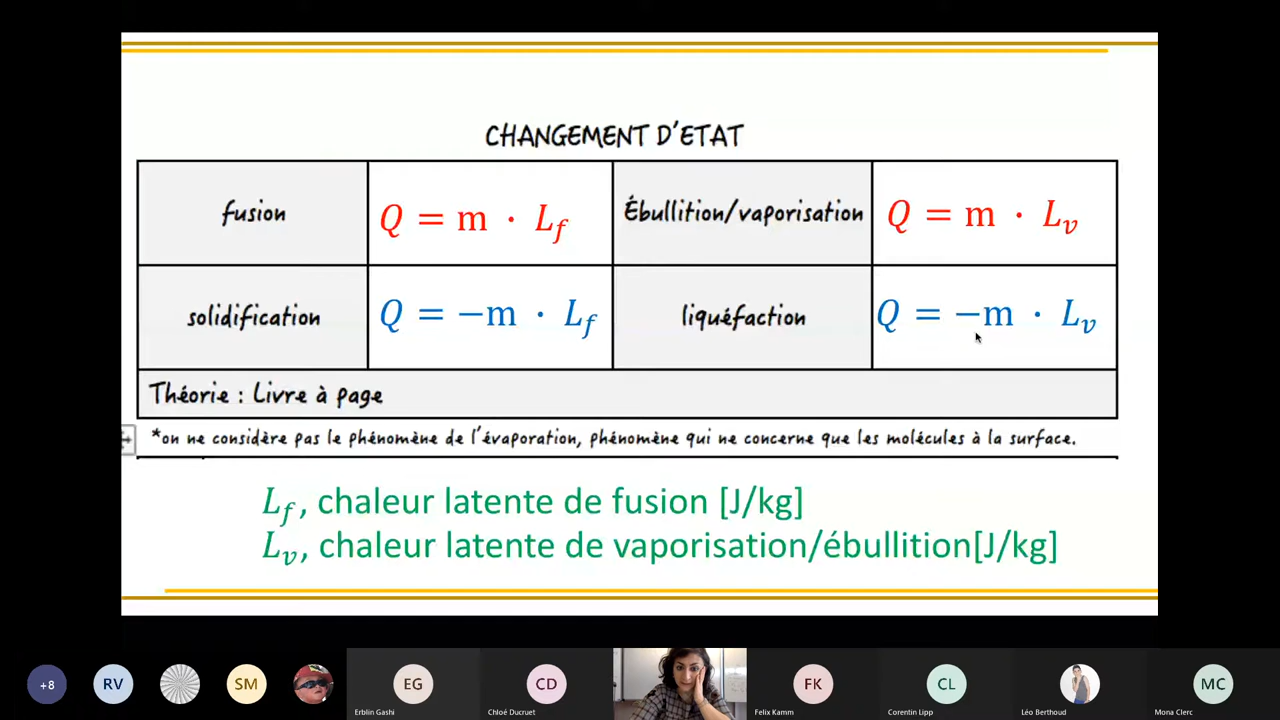 CHANGEMENT D'ETAT
fusion
Q = m · L_f
Ébullition/vaporisation
Q = m · L_v
solidification
Q = −m · L_f
liquéfaction
Q = −m · L_v
Théorie : Livre à page
*on ne considère pas le phénomène de l'évaporation, phénomène qui ne concerne que les molécules à la surface.
L_f, chaleur latente de fusion [J/kg]
L_v, chaleur latente de vaporisation/ébullition[J/kg]
+8
RV
SM
EG
Erblin Gashi
CD
Chloé Ducruet
FK
Felix Kamm
CL
Corentin Lipp
Léo Berthoud
MC
Mona Clerc